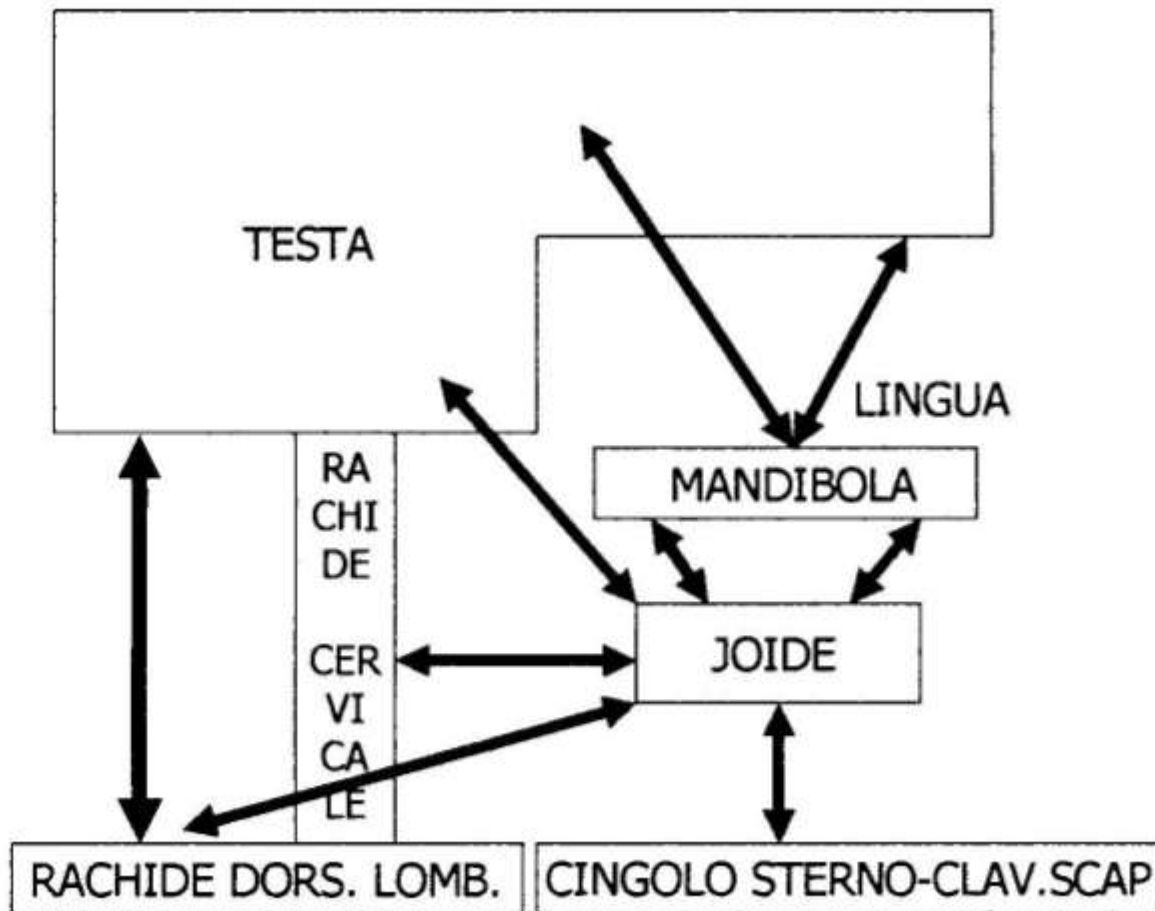 TESTA
LINGUA
MANDIBOLA
RA
CHI
DE
CER
VI
CA
LE
JOIDE
RACHIDE DORS. LOMB.
CINGOLO STERNO-CLAV.SCAP